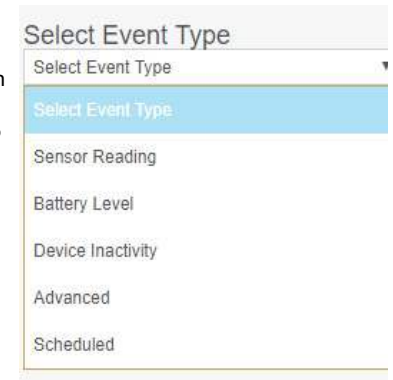 Select Event Type
Select Event Type
Select Event Type
Sensor Reading
Battery Level
Device Inactivity
Advanced
Scheduled